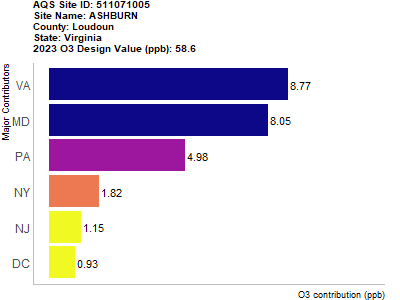 AQS Site ID: 511071005
Site Name: ASHBURN
County: Loudoun
State: Virginia
2023 O3 Design Value (ppb): 58.6
Major Contributors
VA 8.77
MD 8.05
PA 4.98
NY 1.82
NJ 1.15
DC 0.93
O3 contribution (ppb)